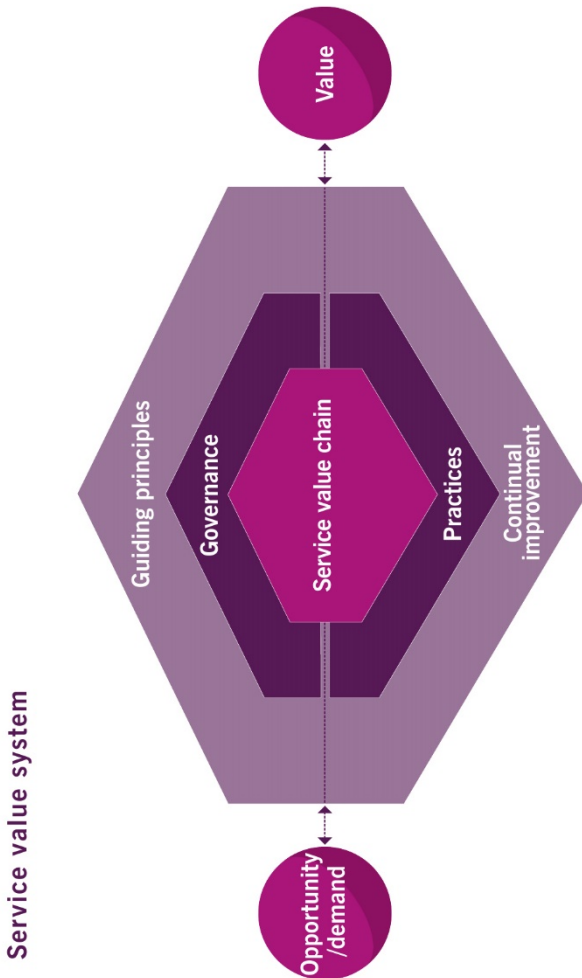 Service value system
Guiding principles
Governance
Opportunity
/demand
Service value chain
Value
Practices
Continual
improvement